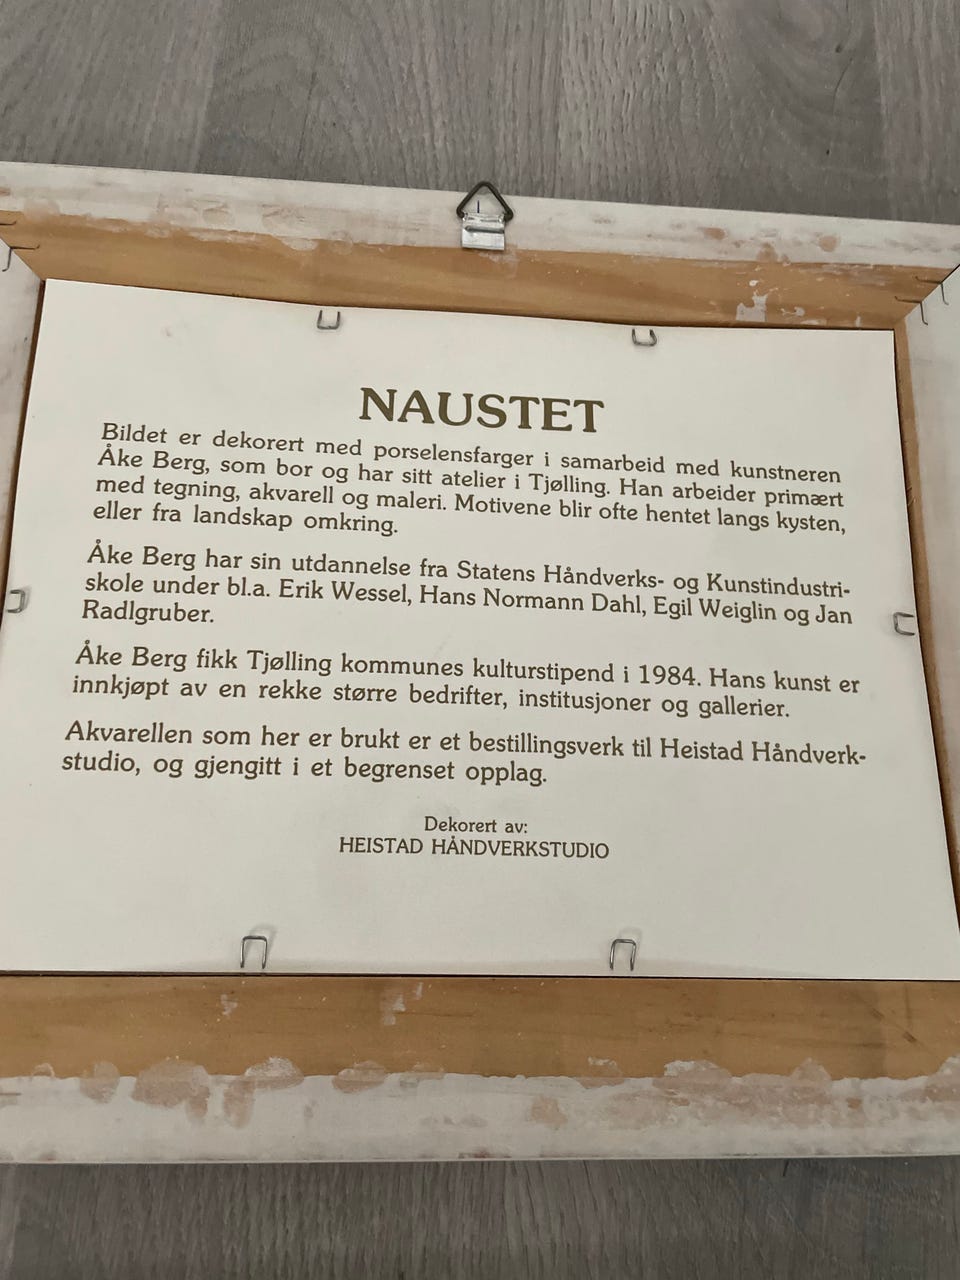 NAUSTET
Bildet er dekorert med porselensfarger i samarbeid med kunstneren
Åke Berg, som bor og har sitt atelier i Tjølling. Han arbeider primært
med tegning, akvarell og maleri. Motivene blir ofte hentet langs kysten,
eller fra landskap omkring.
Åke Berg har sin utdannelse fra Statens Håndverks- og Kunstindustri-
skole under bl.a. Erik Wessel, Hans Normann Dahl, Egil Weiglin og Jan
Radlgruber.
Åke Berg fikk Tjølling kommunes kulturstipend i 1984. Hans kunst er
innkjøpt av en rekke større bedrifter, institusjoner og gallerier.
Akvarellen som her er brukt er et bestillingsverk til Heistad Håndverk-
studio, og gjengitt i et begrenset opplag.
Dekorert av:
HEISTAD HÅNDVERKSTUDIO